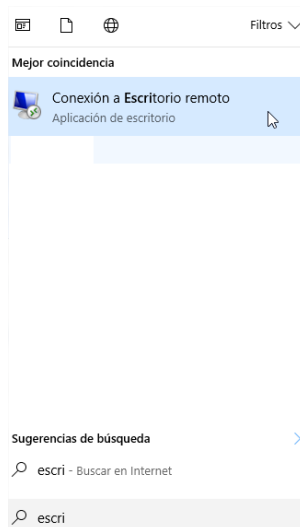 Filtros
Mejor coincidencia
Conexión a Escritorio remoto
Aplicación de escritorio
Sugerencias de búsqueda
escri - Buscar en Internet
escri